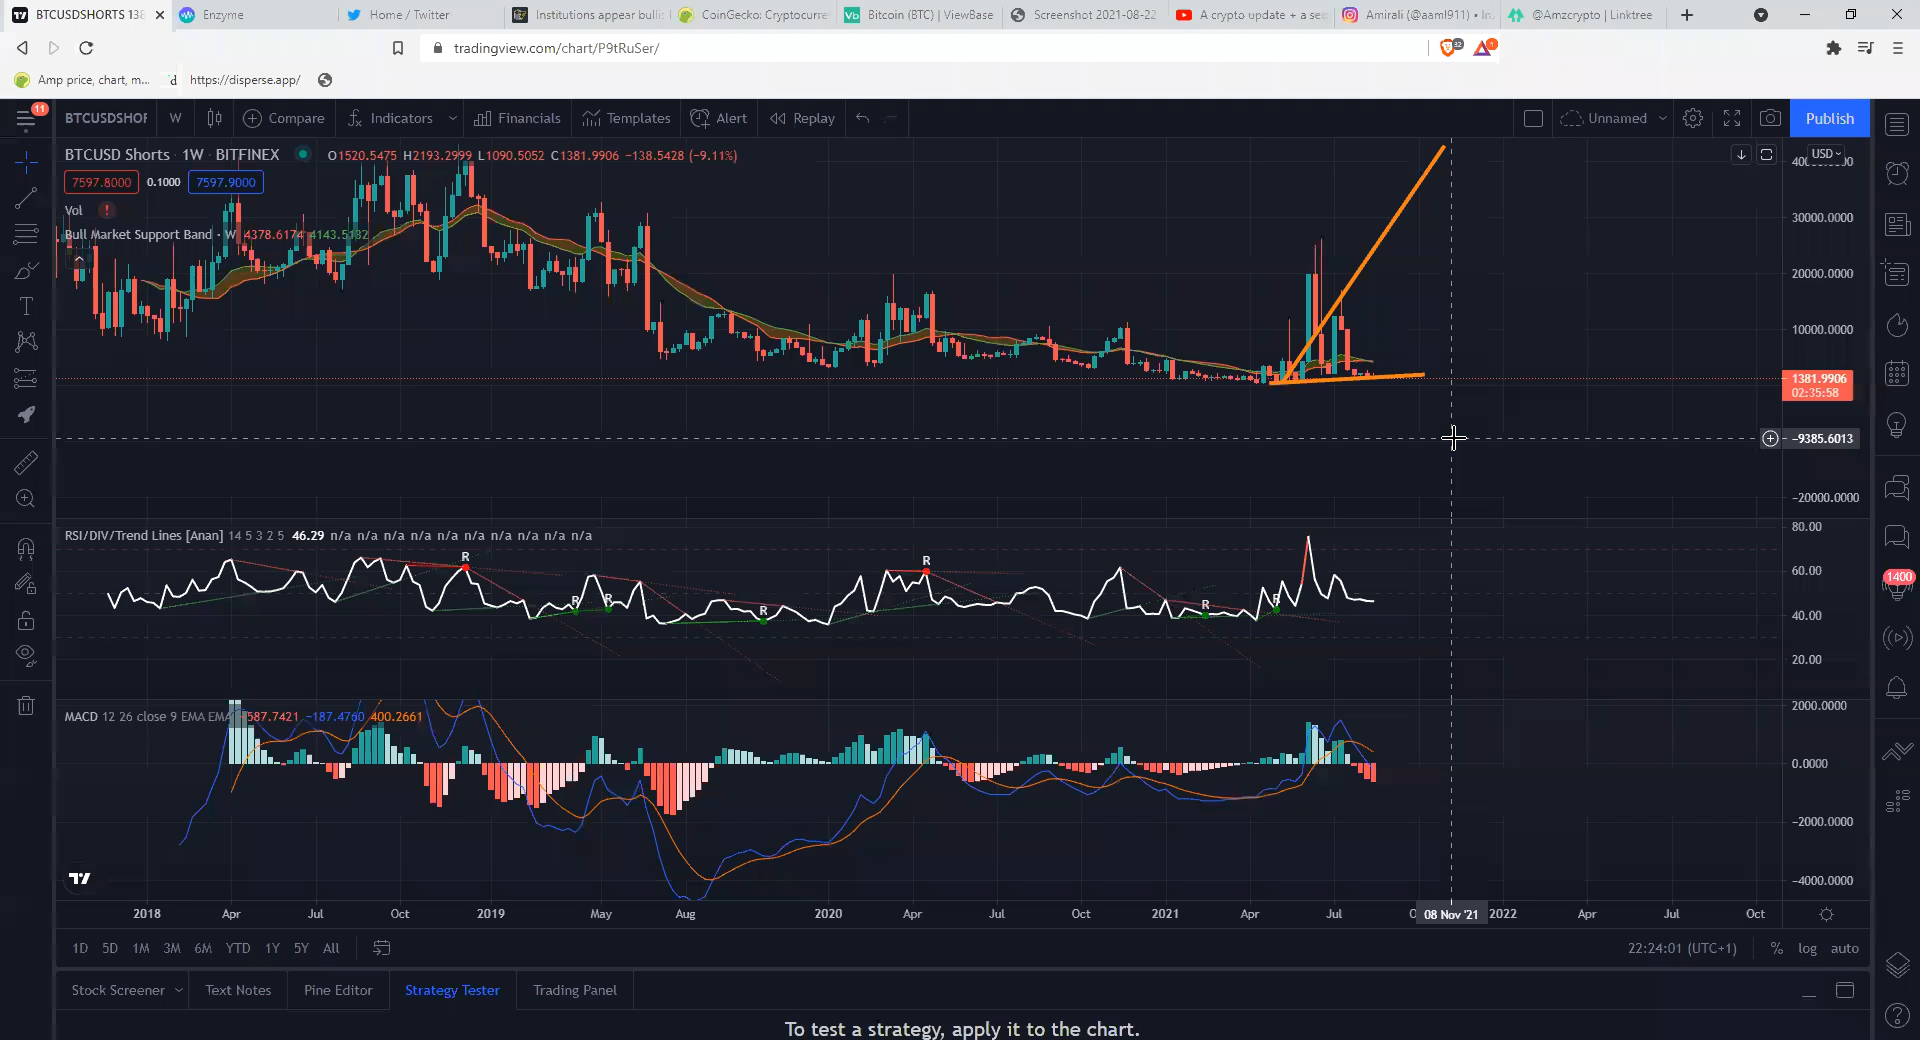 BTCUSDSHORTS 138
Enzyme
Home / Twitter
Institutions appear bullis
CoinGecko: Cryptocurre
Bitcoin (BTC) | ViewBase
Screenshot 2021-08-22
A crypto update + a se
Amirali (@aaml911) • In
@Amzcrypto | Linktree
tradingview.com/chart/P9tRuSer/
32
1
Amp price, chart, m...
https://disperse.app/
11
BTCUSDSHOF
W
Compare
Indicators
Financials
Templates
Alert
Replay
Unnamed
Publish
BTCUSD Shorts · 1W · BITFINEX
O1520.5475 H2193.2999 L1090.5052 C1381.9906 −138.5428 (−9.11%)
USD
7597.8000
0.1000
7597.9000
Vol
Bull Market Support Band · W 4378.6174 4143.5132
30000.0000
20000.0000
10000.0000
1381.9906
02:35:58
−9385.6013
−20000.0000
RSI/DIV/Trend Lines [Anan] 14 5 3 2 5 46.29 n/a n/a n/a n/a n/a n/a n/a n/a n/a n/a
80.00
60.00
40.00
20.00
R
R
R
R
R
R
R
1400
MACD 12 26 close 9 EMA EMA −587.7421 −187.4760 400.2661
2000.0000
0.0000
−2000.0000
−4000.0000
2018
Apr
Jul
Oct
2019
May
Aug
2020
Apr
Jul
Oct
2021
Apr
Jul
08 Nov '21
2022
Apr
Jul
Oct
1D 5D 1M 3M 6M YTD 1Y 5Y All
22:24:01 (UTC+1)
% log auto
Stock Screener
Text Notes
Pine Editor
Strategy Tester
Trading Panel
To test a strategy, apply it to the chart.